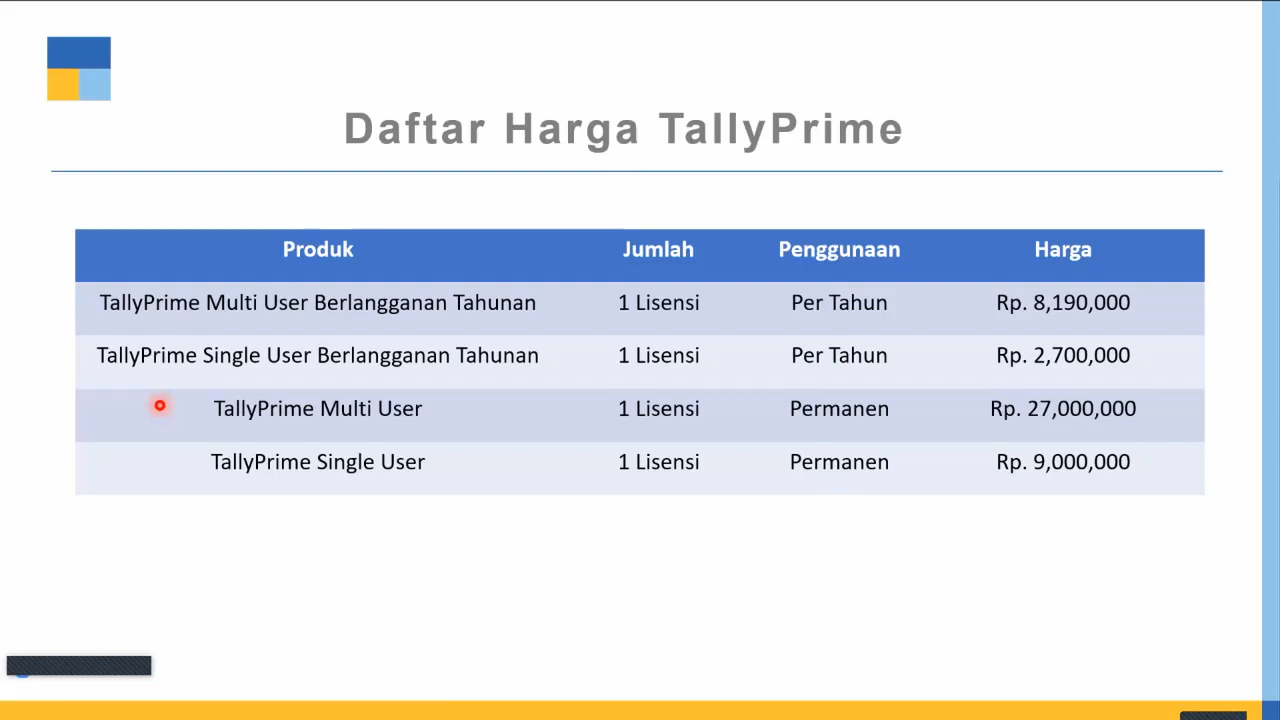 Daftar Harga TallyPrime
Produk Jumlah Penggunaan Harga
TallyPrime Multi User Berlangganan Tahunan 1 Lisensi Per Tahun Rp. 8,190,000
TallyPrime Single User Berlangganan Tahunan 1 Lisensi Per Tahun Rp. 2,700,000
TallyPrime Multi User 1 Lisensi Permanen Rp. 27,000,000
TallyPrime Single User 1 Lisensi Permanen Rp. 9,000,000